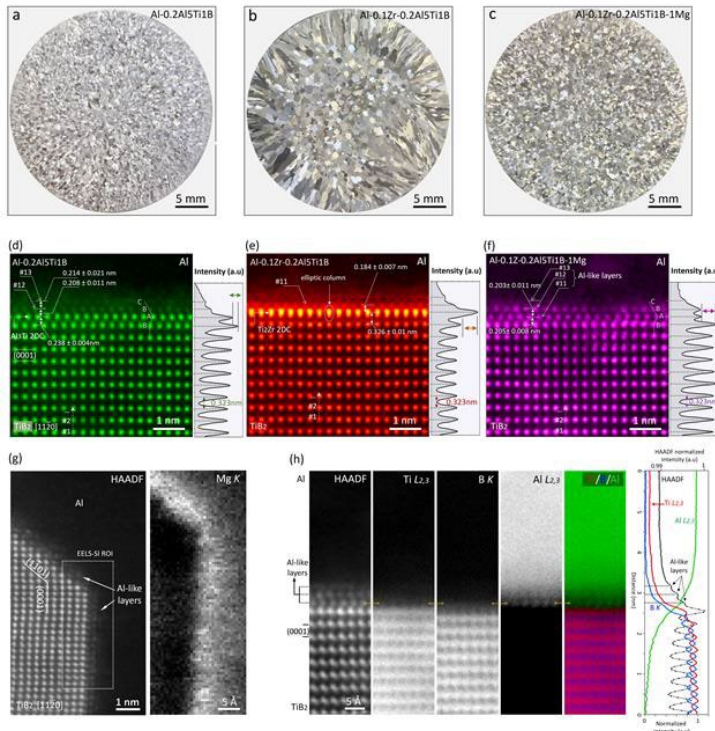 a
Al-0.2Al5Ti1B
5 mm
b
Al-0.1Zr-0.2Al5Ti1B
5 mm
c
Al-0.1Zr-0.2Al5Ti1B-1Mg
5 mm
(d)
Al-0.2Al5Ti1B
Al
Intensity (a.u)
#13
#12
0.214 ± 0.021 nm
0.208 ± 0.011 nm
C
B
A
B
Al3Ti 2DC
0.238 ± 0.004nm
(0001)
0.323nm
#2
#1
TiB2 [1120]
1 nm
(e)
Al-0.1Zr-0.2Al5Ti1B
Al
Intensity (a.u)
#11
elliptic column
0.184 ± 0.007 nm
Ti2Zr 2DC
0.326 ± 0.01 nm
0.323nm
#2
#1
TiB2
1 nm
(f)
Al-0.1Z-0.2Al5Ti1B-1Mg
Al
Intensity (a.u)
#13
#12
#11
Al-like layers
0.203± 0.011 nm
C
B
A
B
0.205 ± 0.008 nm
0.323nm
#2
#1
TiB2 [1120]
1 nm
(g)
HAADF
Mg K
Al
EELS-SI ROI
Al-like
layers
TiB2 [1120]
1 nm
5 Å
(h)
Al
HAADF
Ti L2,3
B K
Al L2,3
/B/Al
Al-like
layers
(0001)
TiB2
5 Å
HAADF normalized
Intensity (a.u)
0.99
1
HAADF
Ti L2,3
Al L2,3
Al-like
layers
B K
Distance (nm)
0
1
Normalized